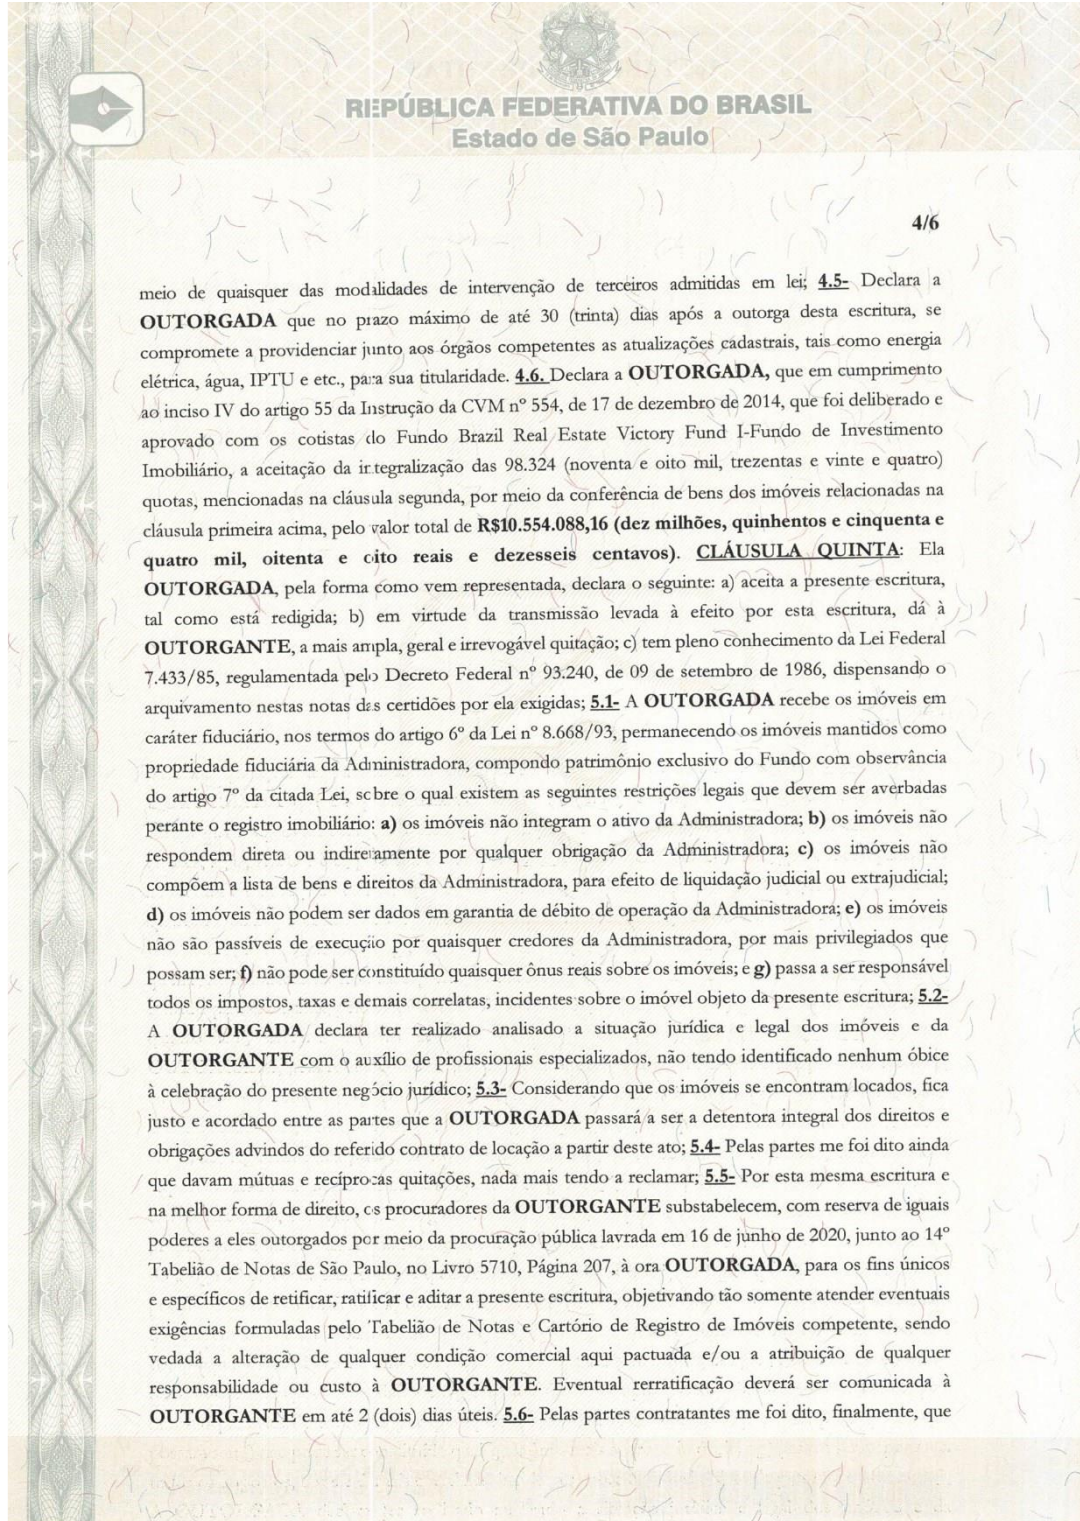 REPÚBLICA FEDERATIVA DO BRASIL
Estado de São Paulo
4/6
meio de quaisquer das modalidades de intervenção de terceiros admitidas em lei; 4.5- Declara a
OUTORGADA que no prazo máximo de até 30 (trinta) dias após a outorga desta escritura, se
compromete a providenciar junto aos órgãos competentes as atualizações cadastrais, tais como energia
elétrica, água, IPTU e etc., para sua titularidade. 4.6. Declara a OUTORGADA, que em cumprimento
ao inciso IV do artigo 55 da Instrução da CVM nº 554, de 17 de dezembro de 2014, que foi deliberado e
aprovado com os cotistas do Fundo Brazil Real Estate Victory Fund I-Fundo de Investimento
Imobiliário, a aceitação da integralização das 98.324 (noventa e oito mil, trezentas e vinte e quatro)
quotas, mencionadas na cláusula segunda, por meio da conferência de bens dos imóveis relacionadas na
cláusula primeira acima, pelo valor total de R$10.554.088,16 (dez milhões, quinhentos e cinquenta e
quatro mil, oitenta e oito reais e dezesseis centavos). CLÁUSULA QUINTA: Ela
OUTORGADA, pela forma como vem representada, declara o seguinte: a) aceita a presente escritura,
tal como está redigida; b) em virtude da transmissão levada à efeito por esta escritura, dá à
OUTORGANTE, a mais ampla, geral e irrevogável quitação; c) tem pleno conhecimento da Lei Federal
7.433/85, regulamentada pelo Decreto Federal nº 93.240, de 09 de setembro de 1986, dispensando o
arquivamento nestas notas das certidões por ela exigidas; 5.1- A OUTORGADA recebe os imóveis em
caráter fiduciário, nos termos do artigo 6º da Lei nº 8.668/93, permanecendo os imóveis mantidos como
propriedade fiduciária da Administradora, compondo patrimônio exclusivo do Fundo com observância
do artigo 7º da citada Lei, sobre o qual existem as seguintes restrições legais que devem ser averbadas
perante o registro imobiliário: a) os imóveis não integram o ativo da Administradora; b) os imóveis não
respondem direta ou indiretamente por qualquer obrigação da Administradora; c) os imóveis não
compõem a lista de bens e direitos da Administradora, para efeito de liquidação judicial ou extrajudicial;
d) os imóveis não podem ser dados em garantia de débito de operação da Administradora; e) os imóveis
não são passíveis de execução por quaisquer credores da Administradora, por mais privilegiados que
possam ser; f) não pode ser constituído quaisquer ônus reais sobre os imóveis; e g) passa a ser responsável
todos os impostos, taxas e demais correlatas, incidentes sobre o imóvel objeto da presente escritura; 5.2-
A OUTORGADA declara ter realizado analisado a situação jurídica e legal dos imóveis e da
OUTORGANTE com o auxílio de profissionais especializados, não tendo identificado nenhum óbice
à celebração do presente negócio jurídico; 5.3- Considerando que os imóveis se encontram locados, fica
justo e acordado entre as partes que a OUTORGADA passará a ser a detentora integral dos direitos e
obrigações advindos do referido contrato de locação a partir deste ato; 5.4- Pelas partes me foi dito ainda
que davam mútuas e recíprocas quitações, nada mais tendo a reclamar; 5.5- Por esta mesma escritura e
na melhor forma de direito, os procuradores da OUTORGANTE substabelecem, com reserva de iguais
poderes a eles outorgados por meio da procuração pública lavrada em 16 de junho de 2020, junto ao 14º
Tabelião de Notas de São Paulo, no Livro 5710, Página 207, à ora OUTORGADA, para os fins únicos
e específicos de retificar, ratificar e aditar a presente escritura, objetivando tão somente atender eventuais
exigências formuladas pelo Tabelião de Notas e Cartório de Registro de Imóveis competente, sendo
vedada a alteração de qualquer condição comercial aqui pactuada e/ou a atribuição de qualquer
responsabilidade ou custo à OUTORGANTE. Eventual rerratificação deverá ser comunicada à
OUTORGANTE em até 2 (dois) dias úteis. 5.6- Pelas partes contratantes me foi dito, finalmente, que